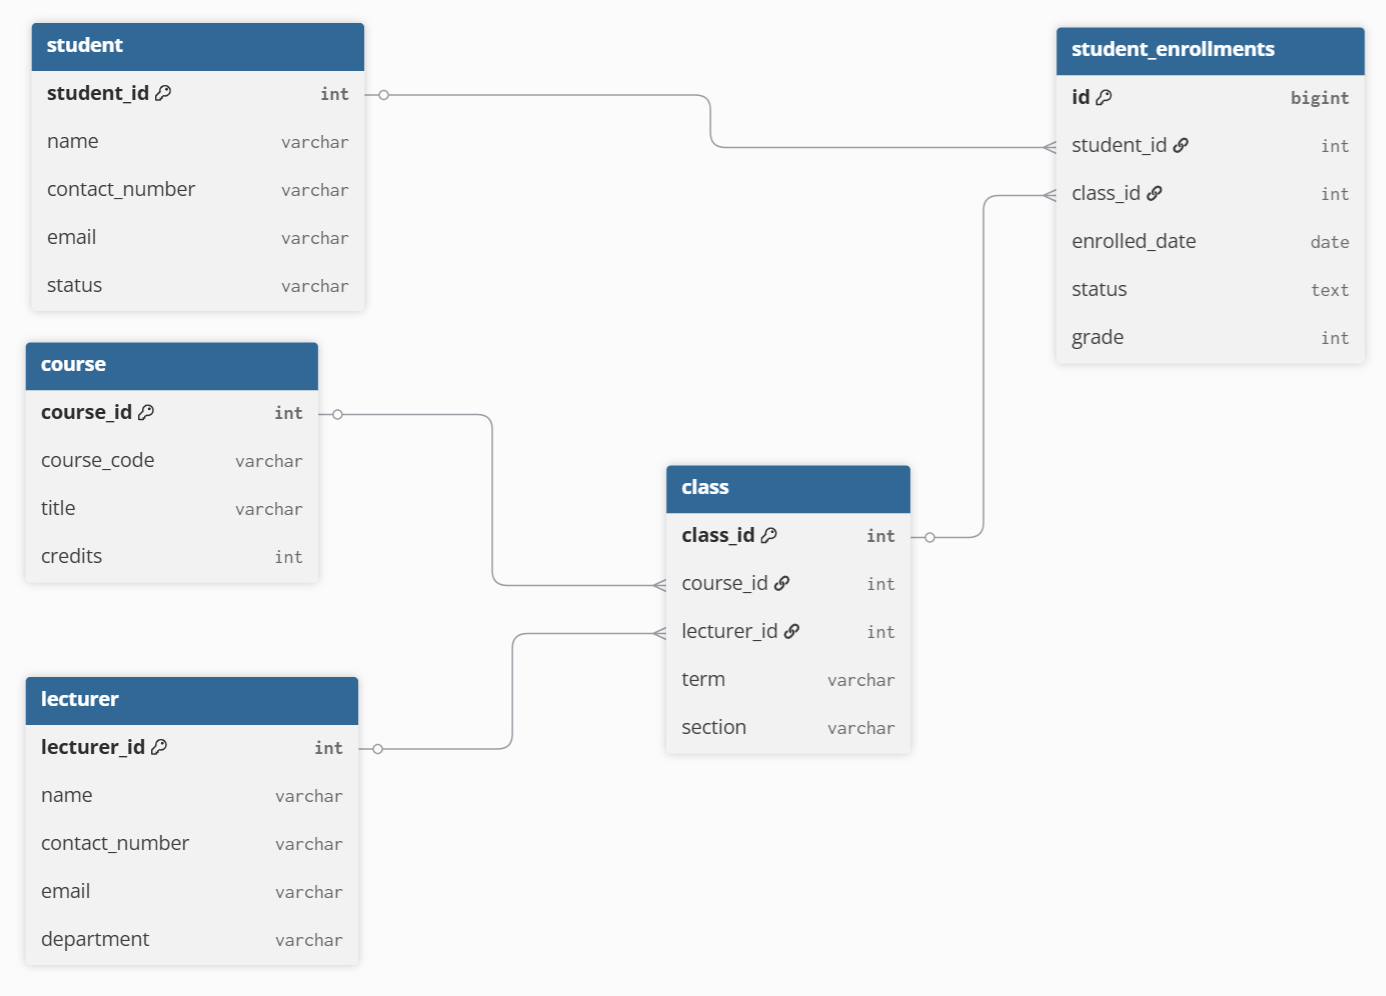 student
student_id int
name varchar
contact_number varchar
email varchar
status varchar
student_enrollments
id bigint
student_id int
class_id int
enrolled_date date
status text
grade int
course
course_id int
course_code varchar
title varchar
credits int
class
class_id int
course_id int
lecturer_id int
term varchar
section varchar
lecturer
lecturer_id int
name varchar
contact_number varchar
email varchar
department varchar